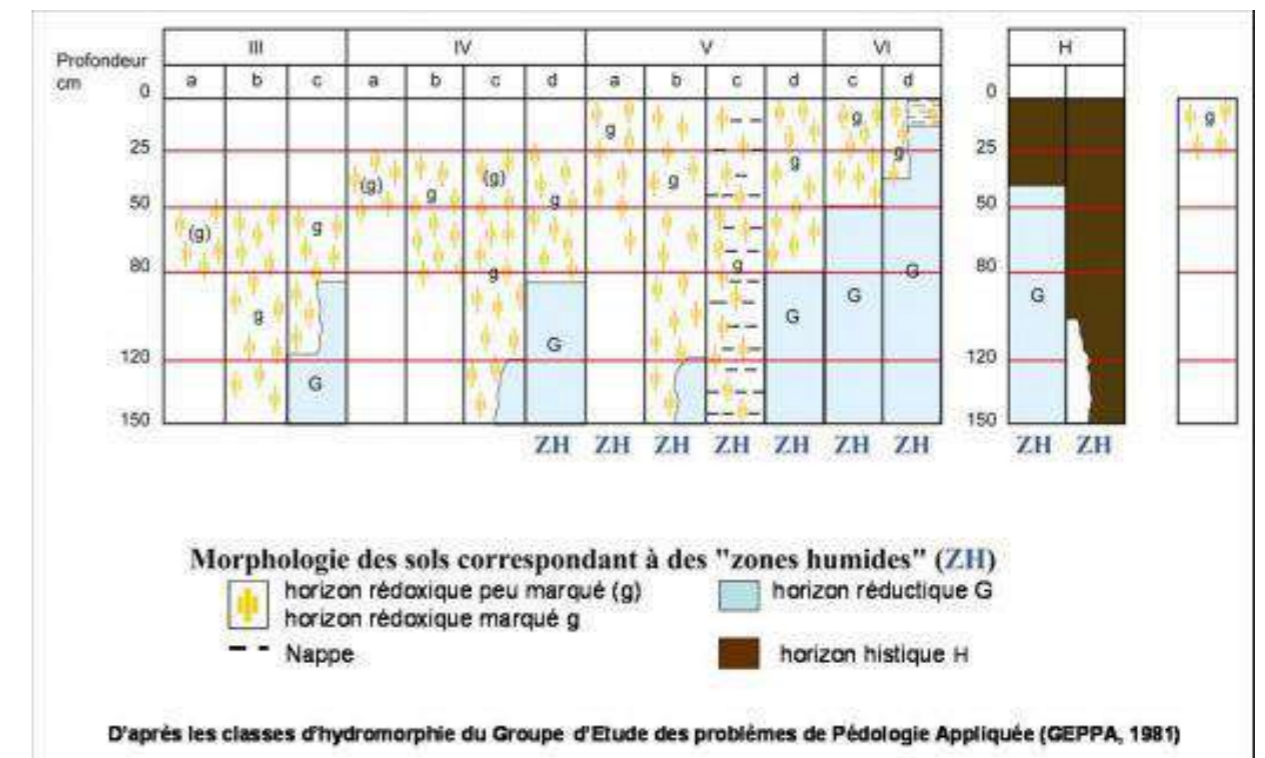 III IV V VI H
Profondeur
cm
a b c a b c d a b c d c d
0 0
g g g g
25 25
(g) b (g) g g g g
50 50
(g) g
80 g g G 80
g G G G
G
120 120
G
150 150
ZH ZH ZH ZH ZH ZH ZH ZH ZH
Morphologie des sols correspondant à des "zones humides" (ZH)
horizon rédoxique peu marqué (g) horizon réductique G
horizon rédoxique marqué g
Nappe horizon histique H
D'après les classes d'hydromorphie du Groupe d'Etude des problèmes de Pédologie Appliquée (GEPPA, 1981)